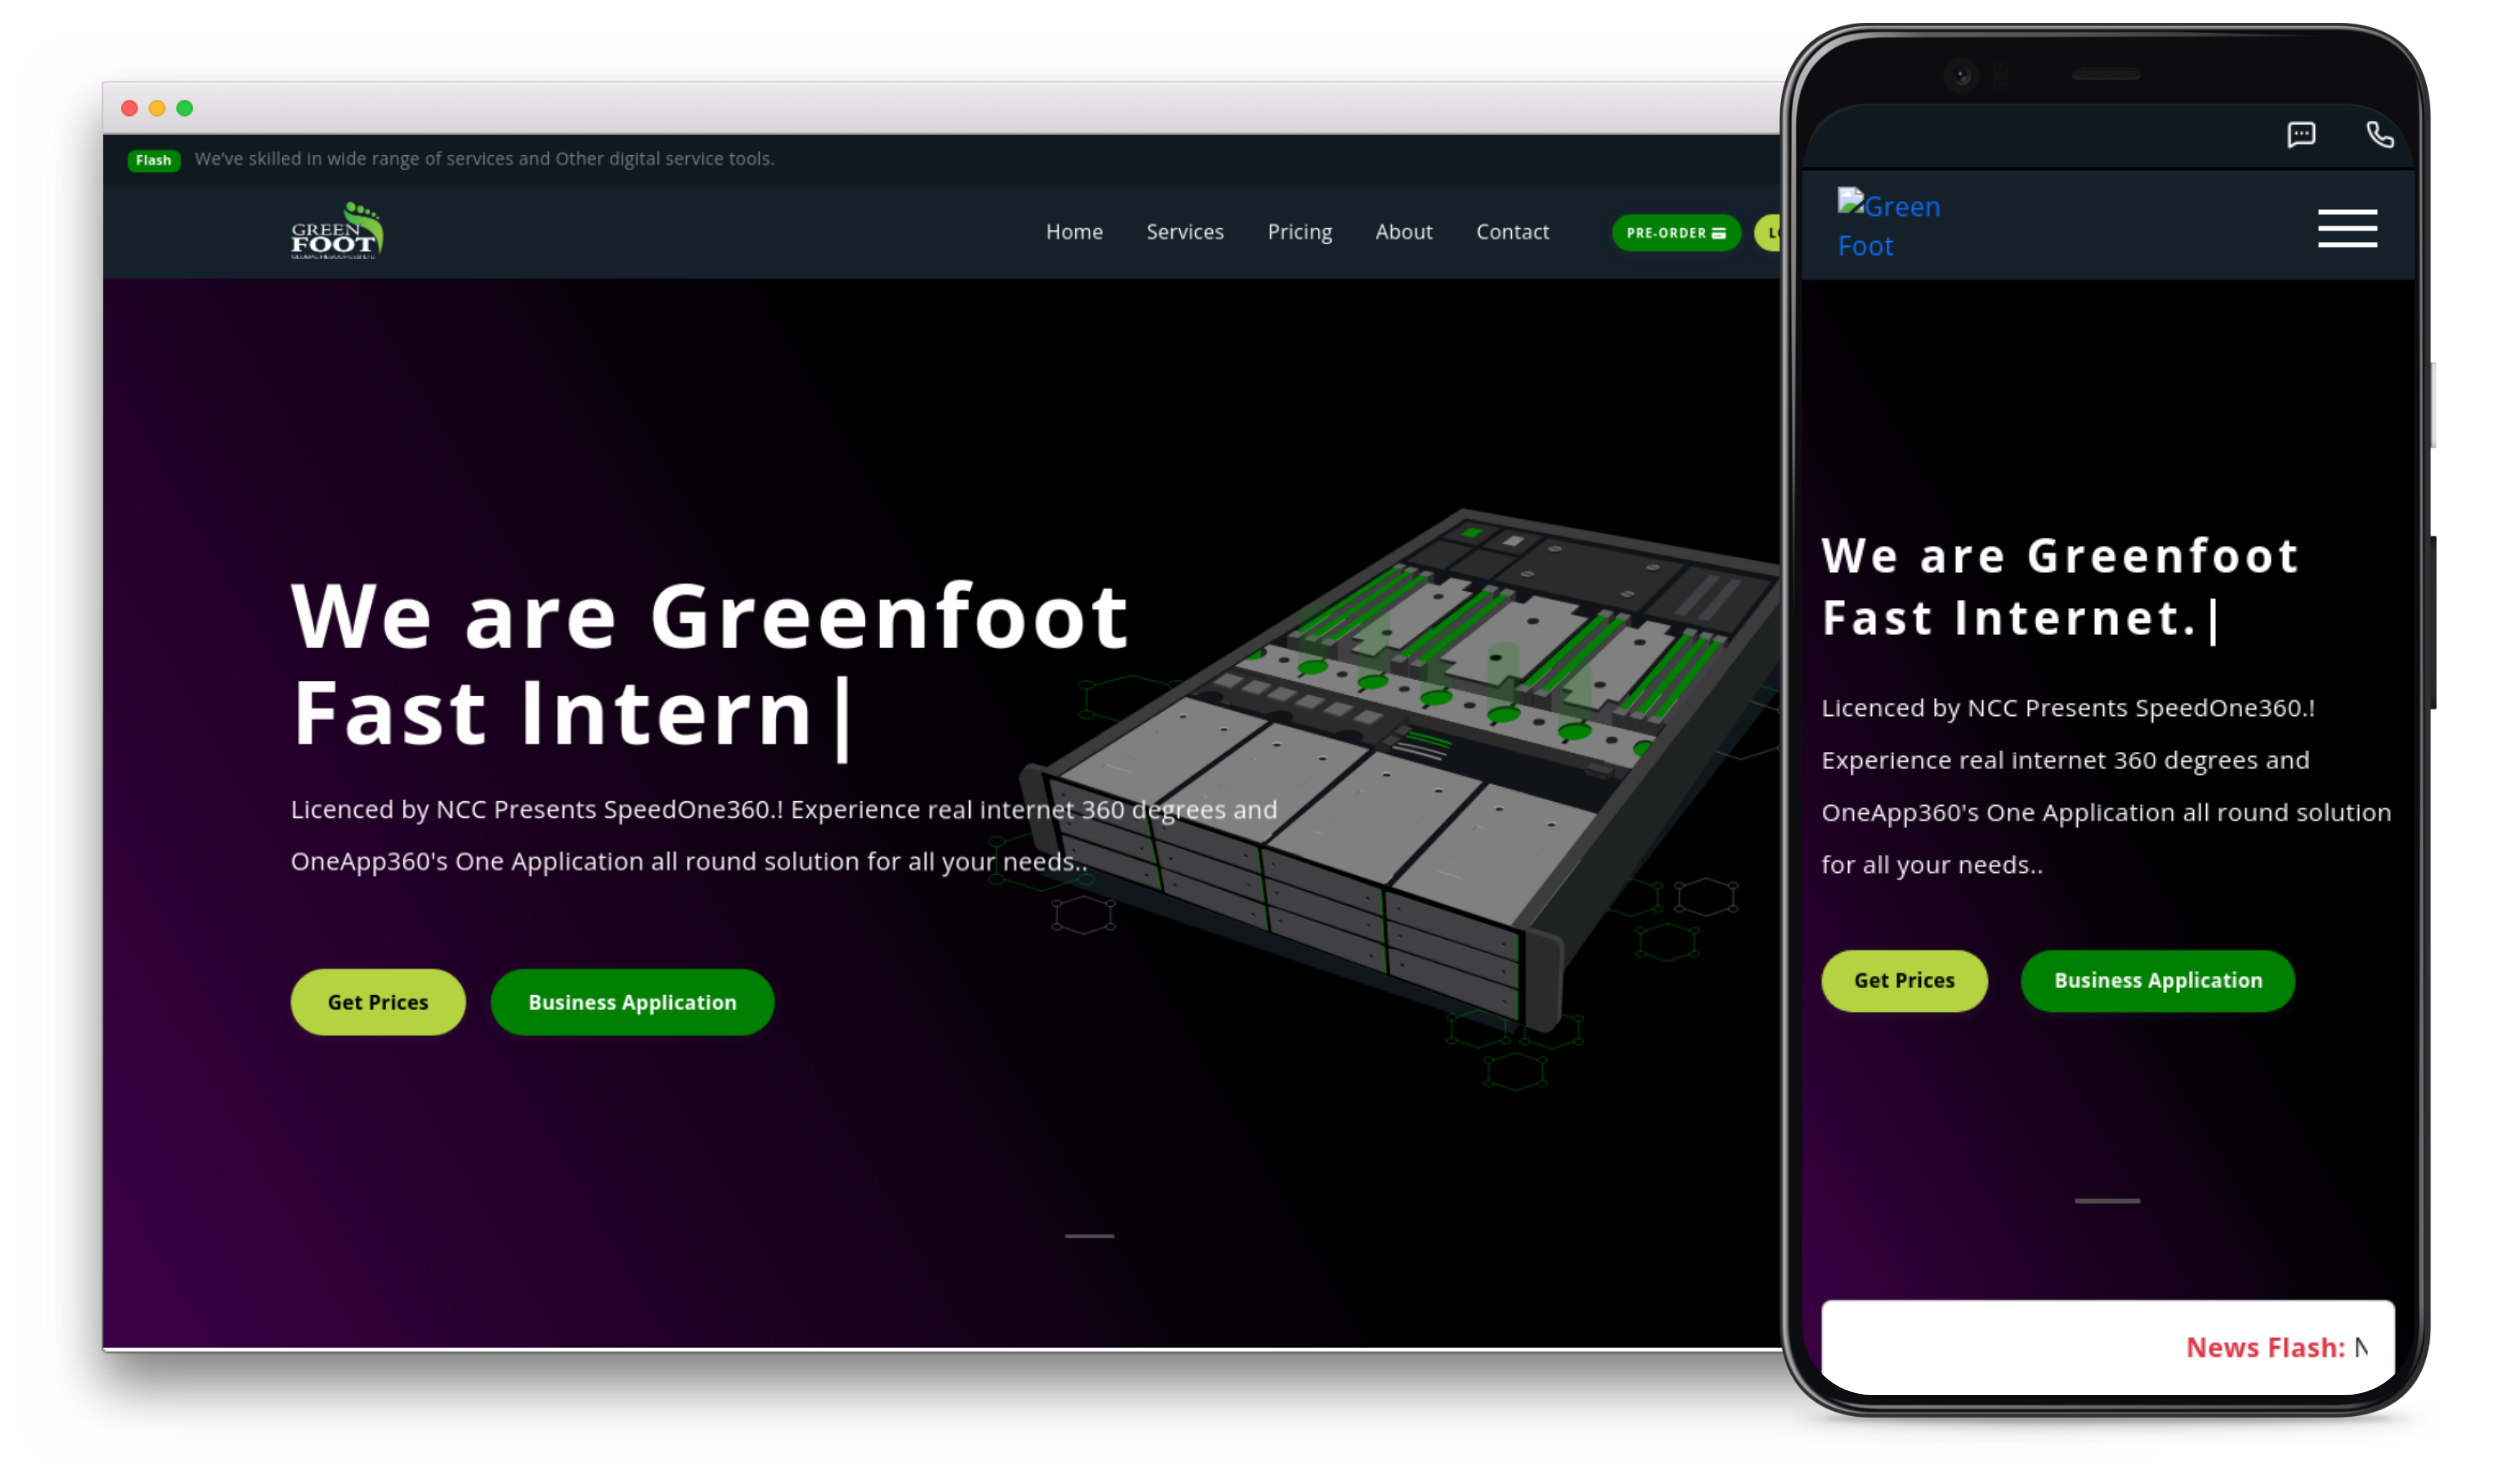 Flash We've skilled in wide range of services and Other digital service tools.
GREEN
FOOT
Home Services Pricing About Contact PRE-ORDER
We are Greenfoot
Fast Intern|
Licenced by NCC Presents SpeedOne360.! Experience real internet 360 degrees and
OneApp360's One Application all round solution for all your needs..
Get Prices Business Application
Green
Foot
We are Greenfoot
Fast Internet.|
Licenced by NCC Presents SpeedOne360.!
Experience real internet 360 degrees and
OneApp360's One Application all round solution
for all your needs..
Get Prices Business Application
News Flash: